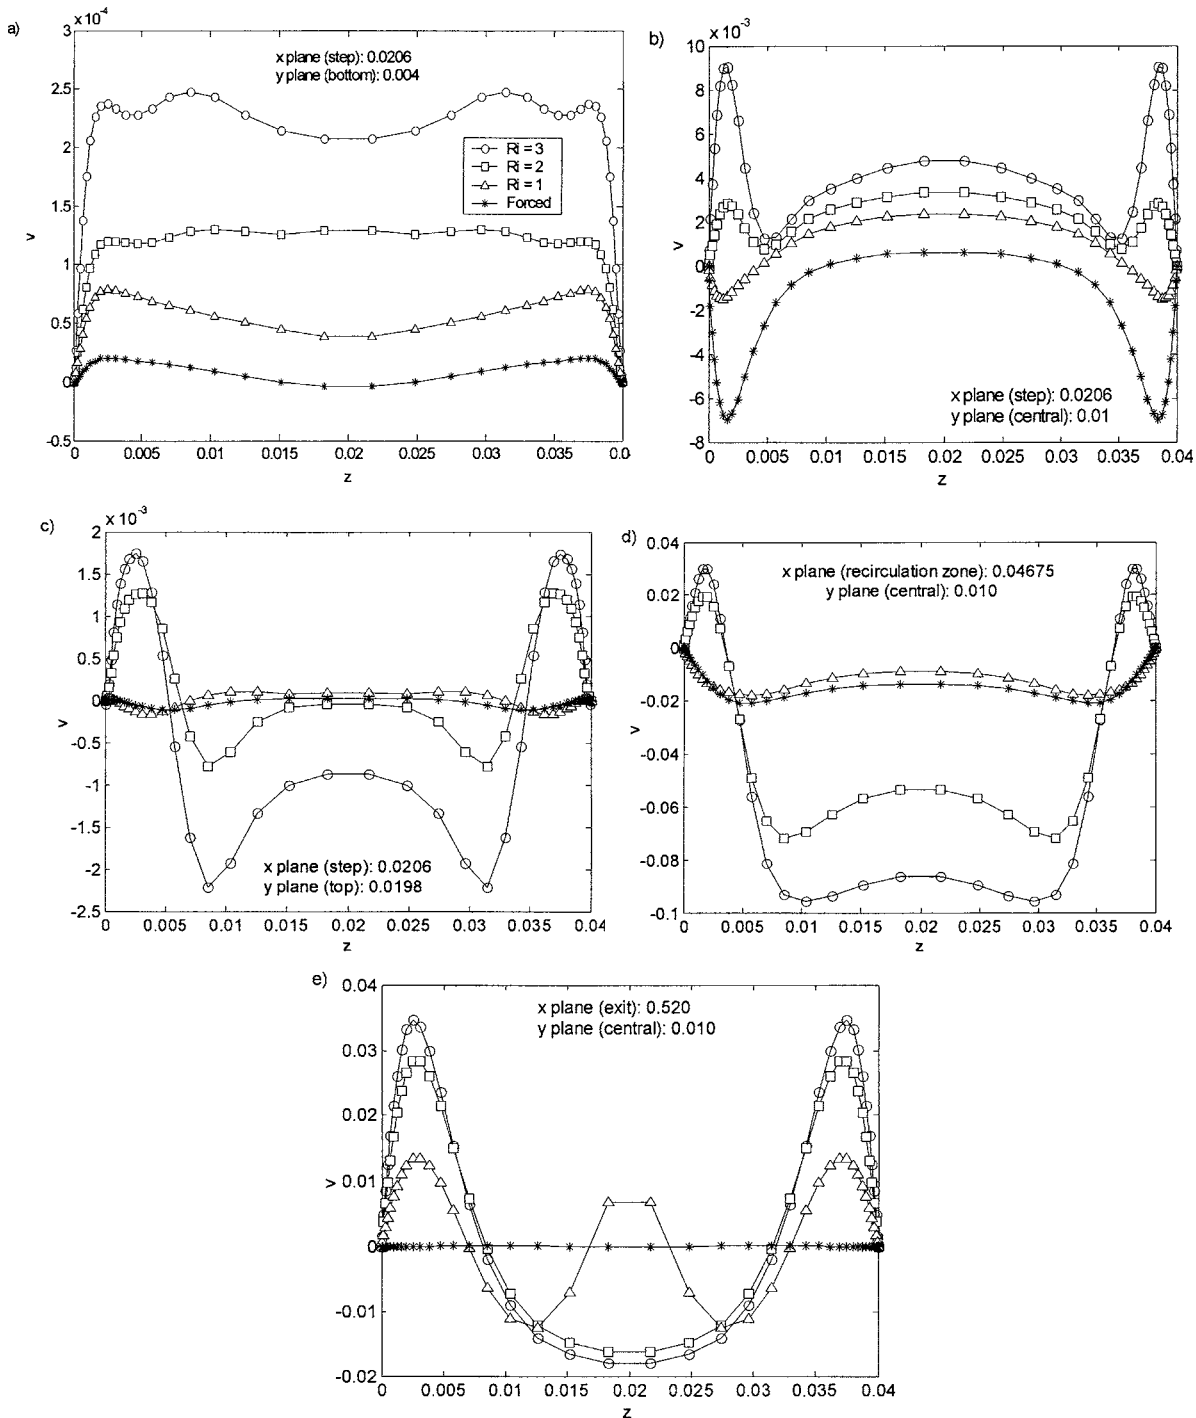 a)
x 10⁻⁴
3
2.5
2
1.5
1
0.5
0
-0.5
v
x plane (step): 0.0206
y plane (bottom): 0.004
Ri = 3
Ri = 2
Ri = 1
Forced
0 0.005 0.01 0.015 0.02 0.025 0.03 0.035 0.0
z
b)
x 10⁻³
10
8
6
4
2
0
-2
-4
-6
-8
v
x plane (step): 0.0206
y plane (central): 0.01
0 0.005 0.01 0.015 0.02 0.025 0.03 0.035 0.04
z
c)
x 10⁻³
2
1.5
1
0.5
0
-0.5
-1
-1.5
-2
-2.5
v
x plane (step): 0.0206
y plane (top): 0.0198
0 0.005 0.01 0.015 0.02 0.025 0.03 0.035 0.04
z
d)
0.04
0.02
0
-0.02
-0.04
-0.06
-0.08
-0.1
v
x plane (recirculation zone): 0.04675
y plane (central): 0.010
0 0.005 0.01 0.015 0.02 0.025 0.03 0.035 0.04
z
e)
0.04
0.03
0.02
0.01
0
-0.01
-0.02
v
x plane (exit): 0.520
y plane (central): 0.010
0 0.005 0.01 0.015 0.02 0.025 0.03 0.035 0.04
z